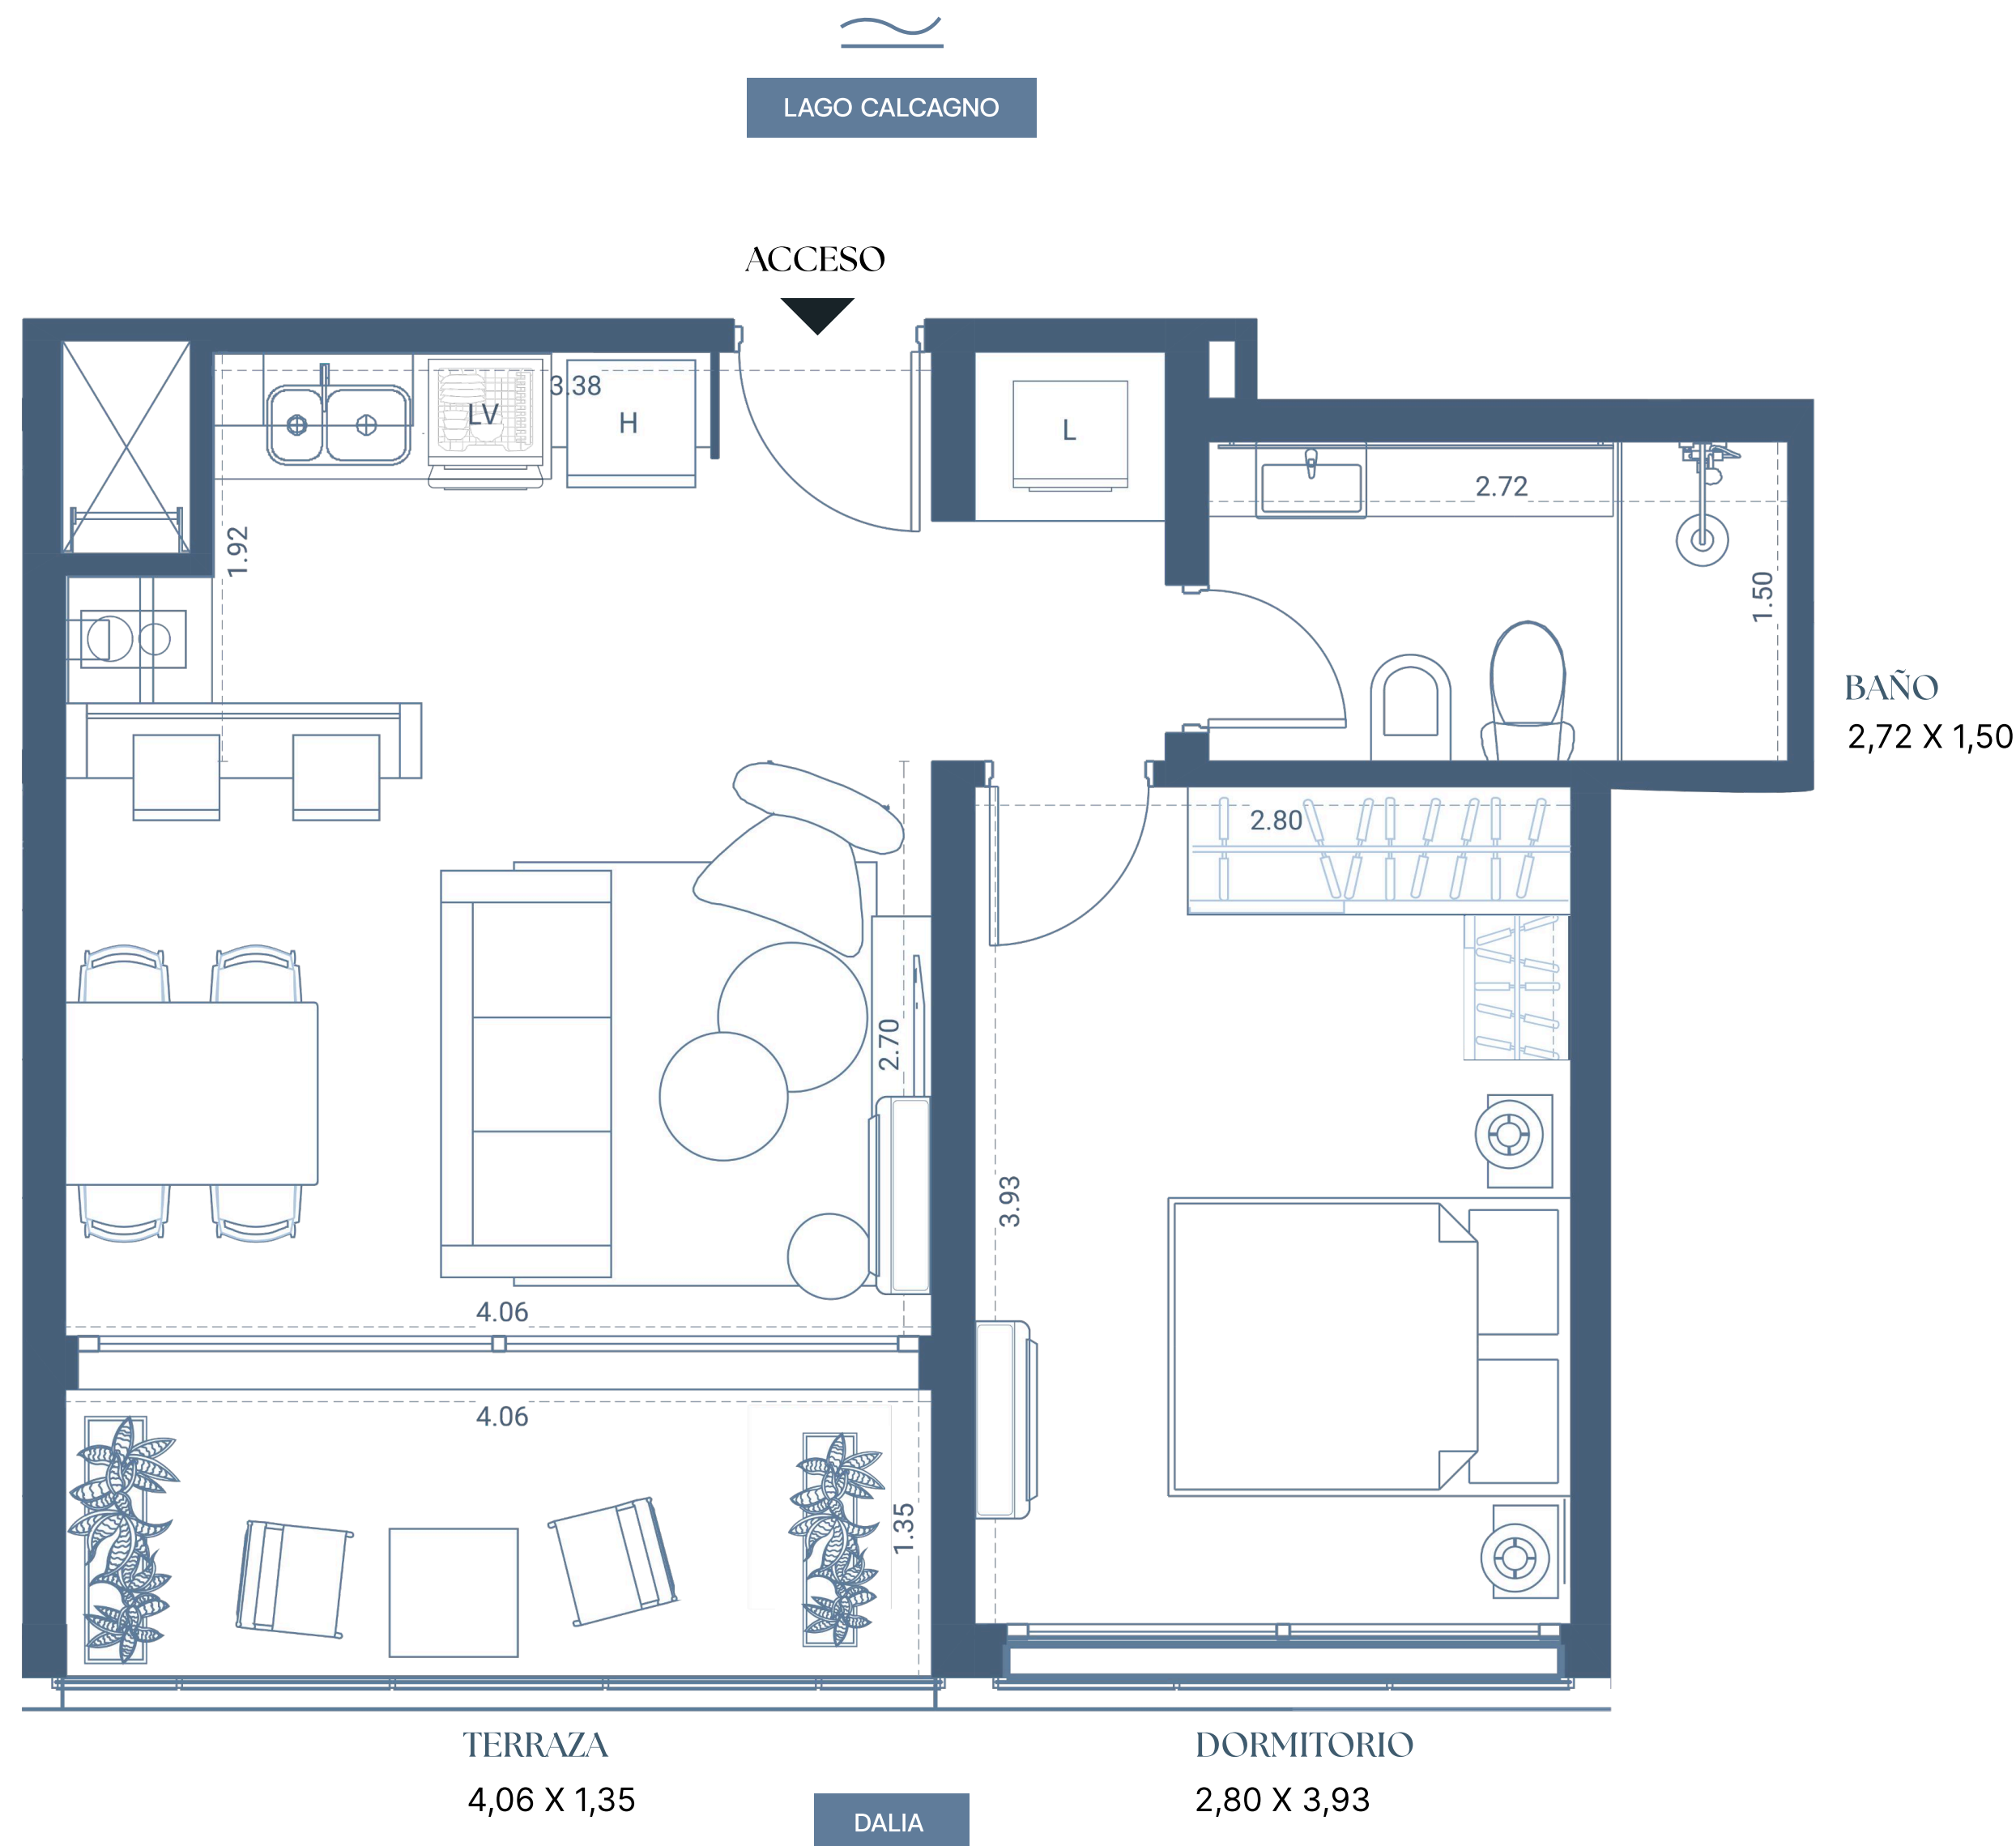 LAGO CALCAGNO
ACCESO
3.38
LV
H
L
2.72
1.92
1.50
BAÑO
2,72 X 1,50
2.80
2.70
3.93
4.06
4.06
1.35
TERRAZA
4,06 X 1,35
DORMITORIO
2,80 X 3,93
DALIA